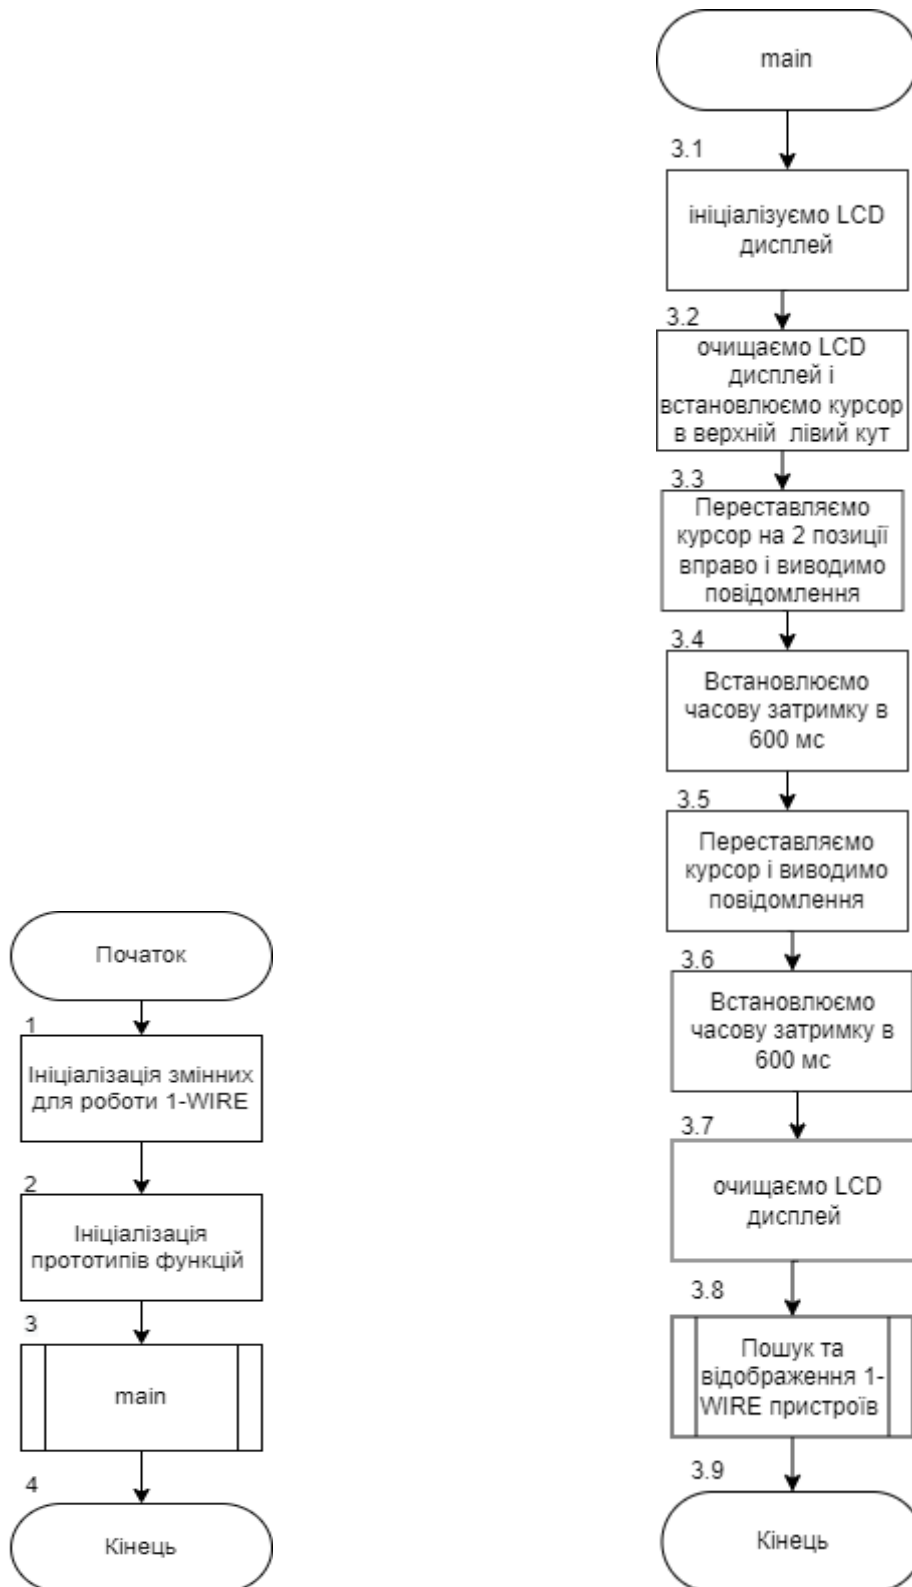 main
3.1
ініціалізуємо LCD
дисплей
3.2
очищаємо LCD
дисплей і
встановлюємо курсор
в верхній лівий кут
3.3
Переставляємо
курсор на 2 позиції
вправо і виводимо
повідомлення
3.4
Встановлюємо
часову затримку в
600 мс
3.5
Переставляємо
курсор і виводимо
повідомлення
3.6
Встановлюємо
часову затримку в
600 мс
3.7
очищаємо LCD
дисплей
3.8
Пошук та
відображення 1-
WIRE пристроїв
3.9
Кінець
Початок
1
Ініціалізація змінних
для роботи 1-WIRE
2
Ініціалізація
прототипів функцій
3
main
4
Кінець